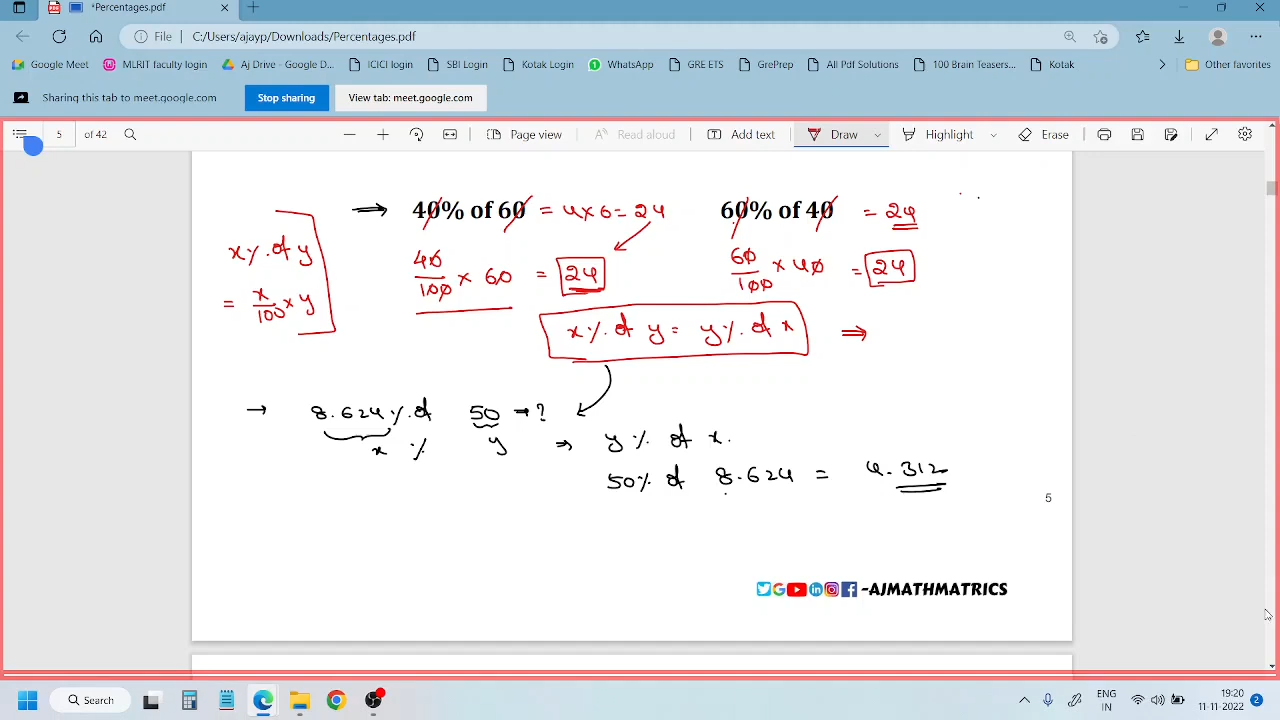 *Percentages.pdf
File C:/Users/ajayp/Downloads/Percentages.pdf
Google Meet MLRIT faculty login Aj Drive - Google D... ICICI login SBI Login Kotak Login WhatsApp GRE ETS GrePrep All Pdf Solutions 100 Brain Teasers... Kotak Other favorites
Sharing this tab to meet.google.com Stop sharing View tab: meet.google.com
5 of 42 Page view Read aloud Add text Draw Highlight Erase
⇒ 40% of 60 = 4 x 6 = 24 60% of 40 = 24
x% of y
= x/100 x y
40/100 x 60 = 24 60/100 x 40 = 24
x% of y = y% of x ⇒
→ 8.624% of 50 → ?
x % y ⇒ y% of x.
50% of 8.624 = 4.312
5
-AJMATHMATRICS
Search
ENG
IN
19:20
11-11-2022
2